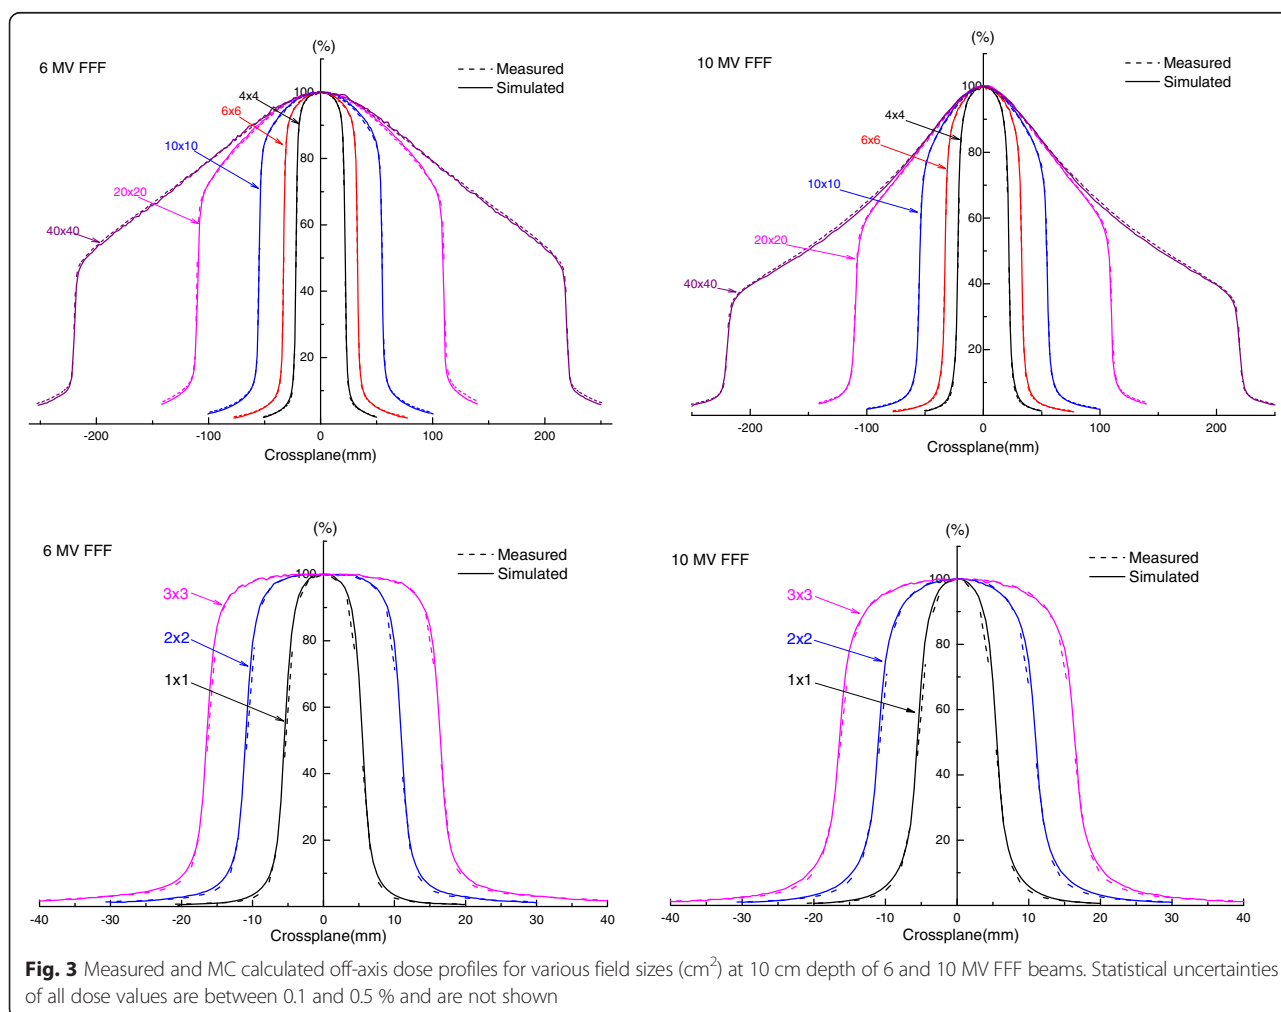 (%)
6 MV FFF
Measured
Simulated
100
4x4
6x6
10x10
20x20
40x40
80
60
40
20
-200
-100
0
100
200
Crossplane(mm)
(%)
10 MV FFF
Measured
Simulated
100
4x4
6x6
10x10
20x20
40x40
80
60
40
20
-200
-100
0
100
200
Crossplane(mm)
(%)
6 MV FFF
Measured
Simulated
100
3x3
2x2
1x1
80
60
40
20
-40
-30
-20
-10
0
10
20
30
40
Crossplane(mm)
(%)
10 MV FFF
Measured
Simulated
100
3x3
2x2
1x1
80
60
40
20
-40
-30
-20
-10
0
10
20
30
40
Crossplane(mm)
Fig. 3 Measured and MC calculated off-axis dose profiles for various field sizes (cm²) at 10 cm depth of 6 and 10 MV FFF beams. Statistical uncertainties
of all dose values are between 0.1 and 0.5 % and are not shown